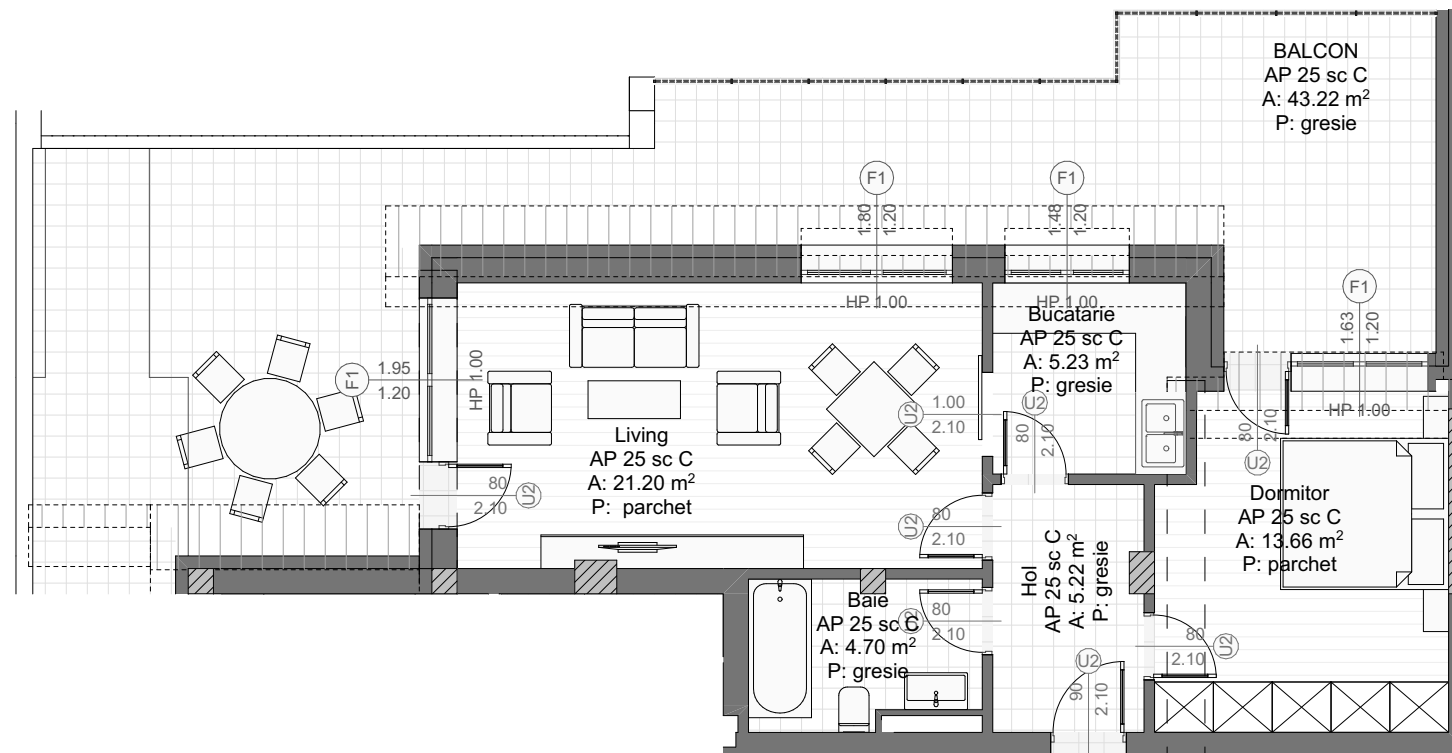 BALCON
AP 25 sc C
A: 43.22 m²
P: gresie
F1
1.80
1.20
HP 1.00
F1
1.48
1.20
HP 1.00
F1
1.63
1.20
HP 1.00
F1
1.95
1.20
HP 1.00
Bucatarie
AP 25 sc C
A: 5.23 m²
P: gresie
U2
1.00
2.10
U2
80
2.10
U2
80
2.10
Living
AP 25 sc C
A: 21.20 m²
P: parchet
80
2.10
U2
U2
80
2.10
Dormitor
AP 25 sc C
A: 13.66 m²
P: parchet
Hol
AP 25 sc C
A: 5.22 m²
P: gresie
Baie
AP 25 sc C
A: 4.70 m²
P: gresie
U2
80
2.10
80
2.10
U2
U2
90
2.10